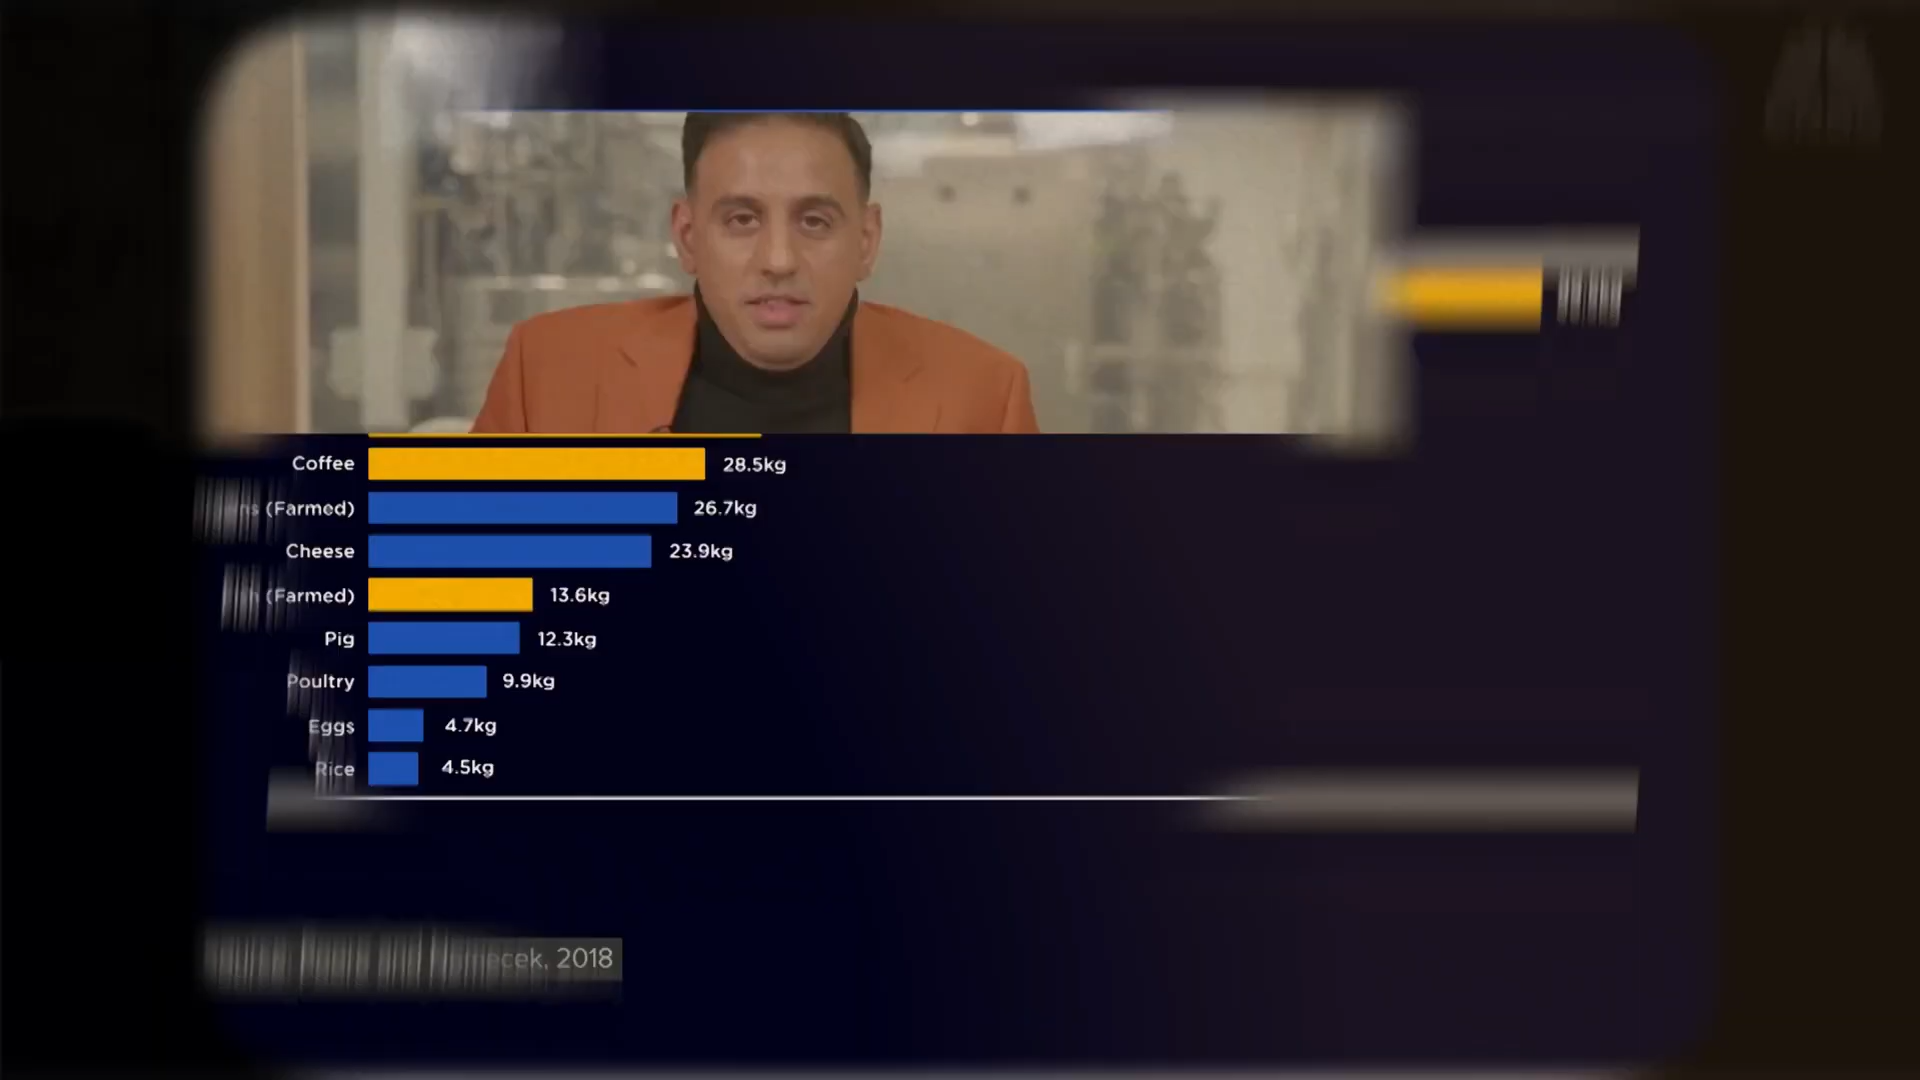 Coffee 28.5kg
(Farmed) 26.7kg
Cheese 23.9kg
(Farmed) 13.6kg
Pig 12.3kg
Poultry 9.9kg
Eggs 4.7kg
Rice 4.5kg
2018